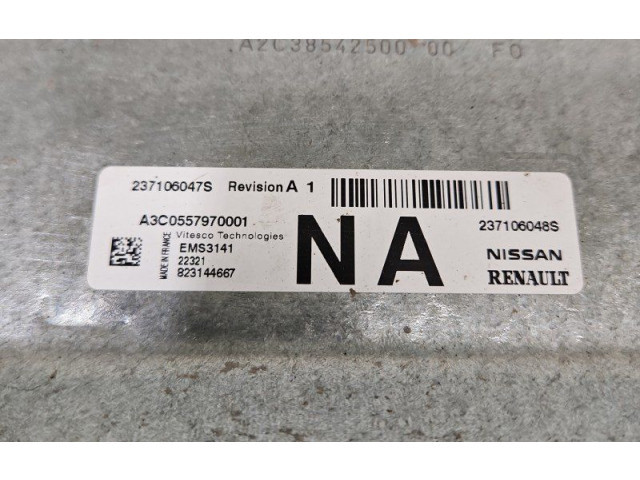 A2C38542500 00 F0
237106047S Revision A 1
A3C0557970001
Vitesco Technologies
EMS3141
22321
823144667
MADE IN FRANCE
NA
237106048S
NISSAN
RENAULT